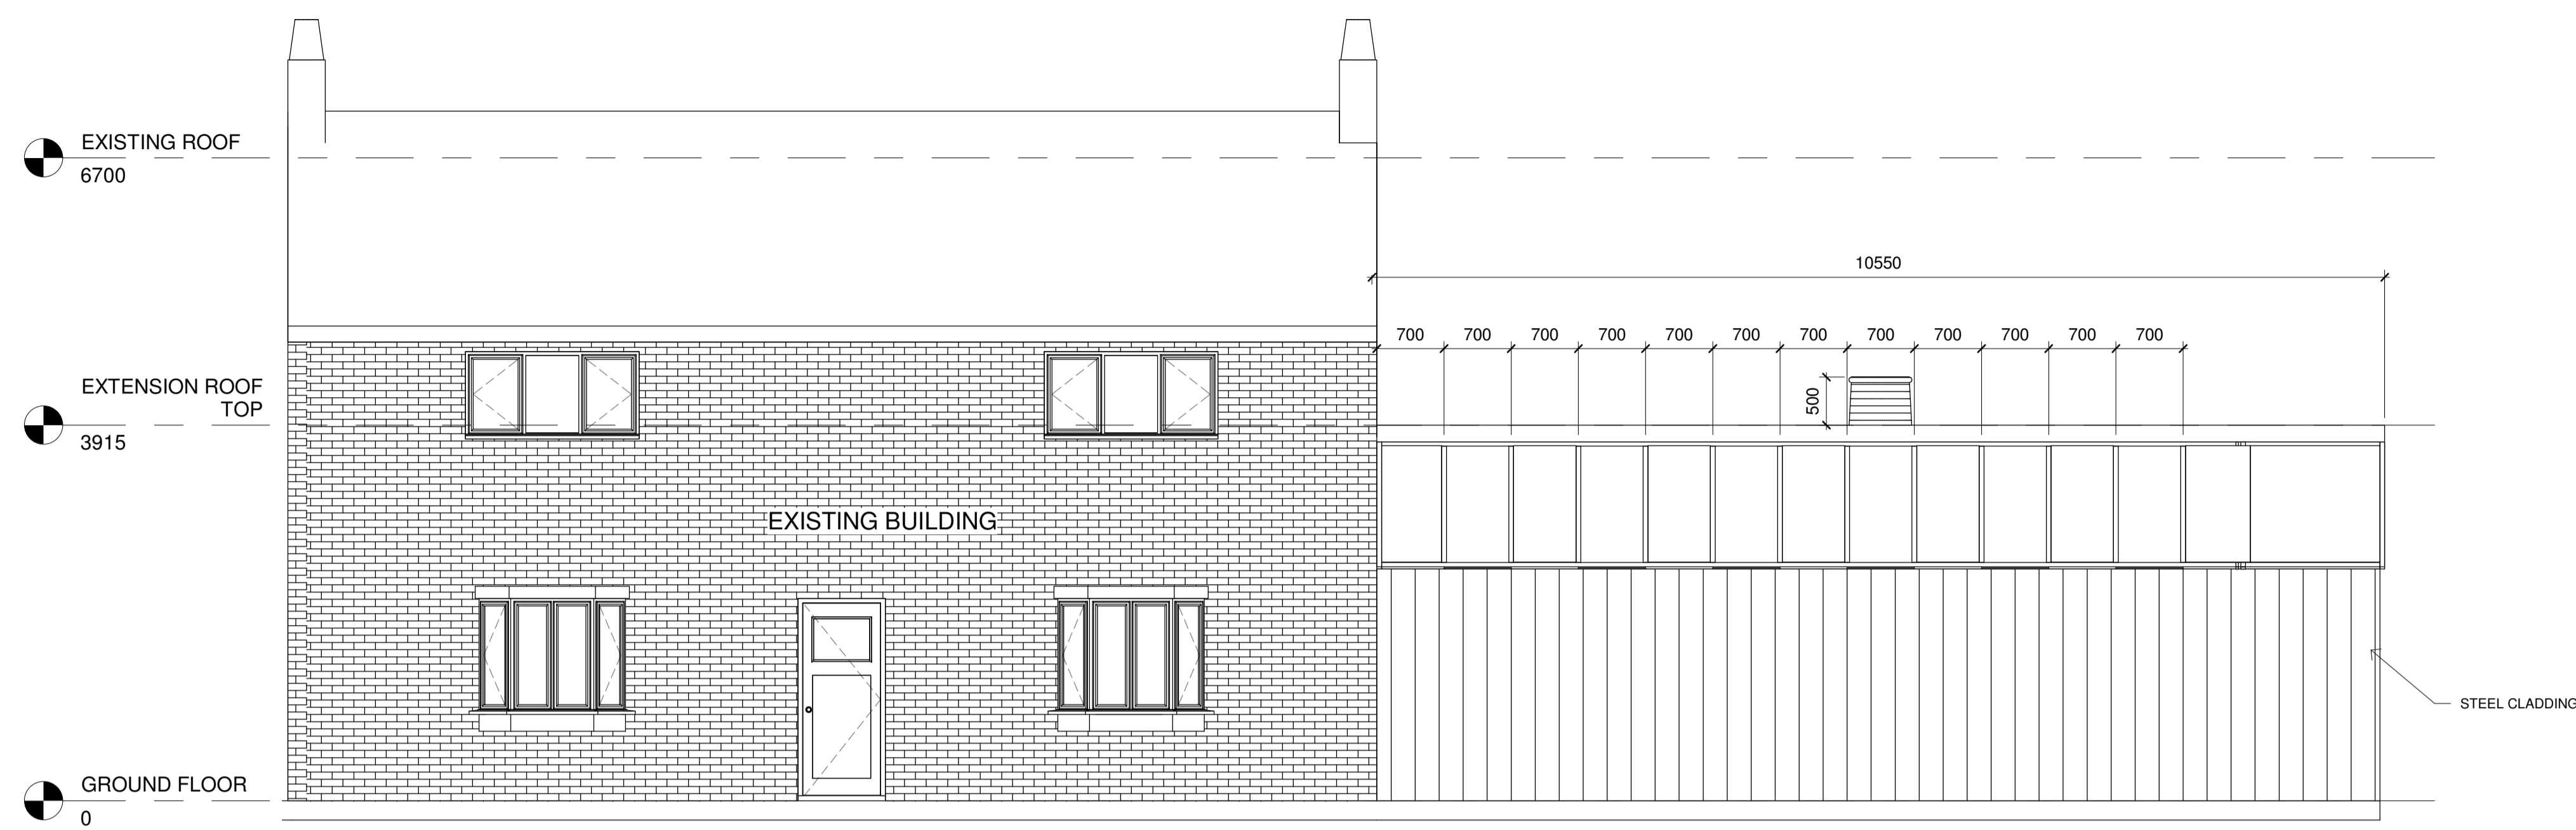 EXISTING ROOF
6700
10550
700 700 700 700 700 700 700 700 700 700 700 700
EXTENSION ROOF
TOP
3915
500
EXISTING BUILDING
STEEL CLADDING
GROUND FLOOR
0